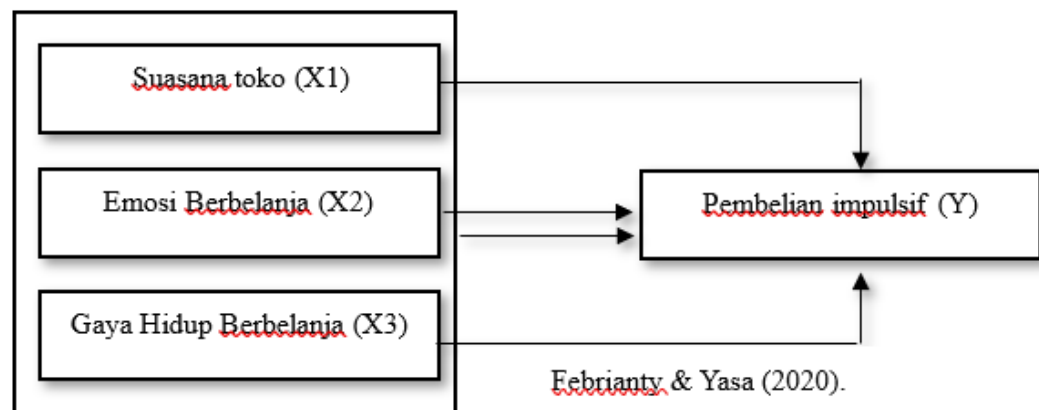 Suasana toko (X1)
Emosi Berbelanja (X2)
Pembelian impulsif (Y)
Gaya Hidup Berbelanja (X3)
Febrianty & Yasa (2020).